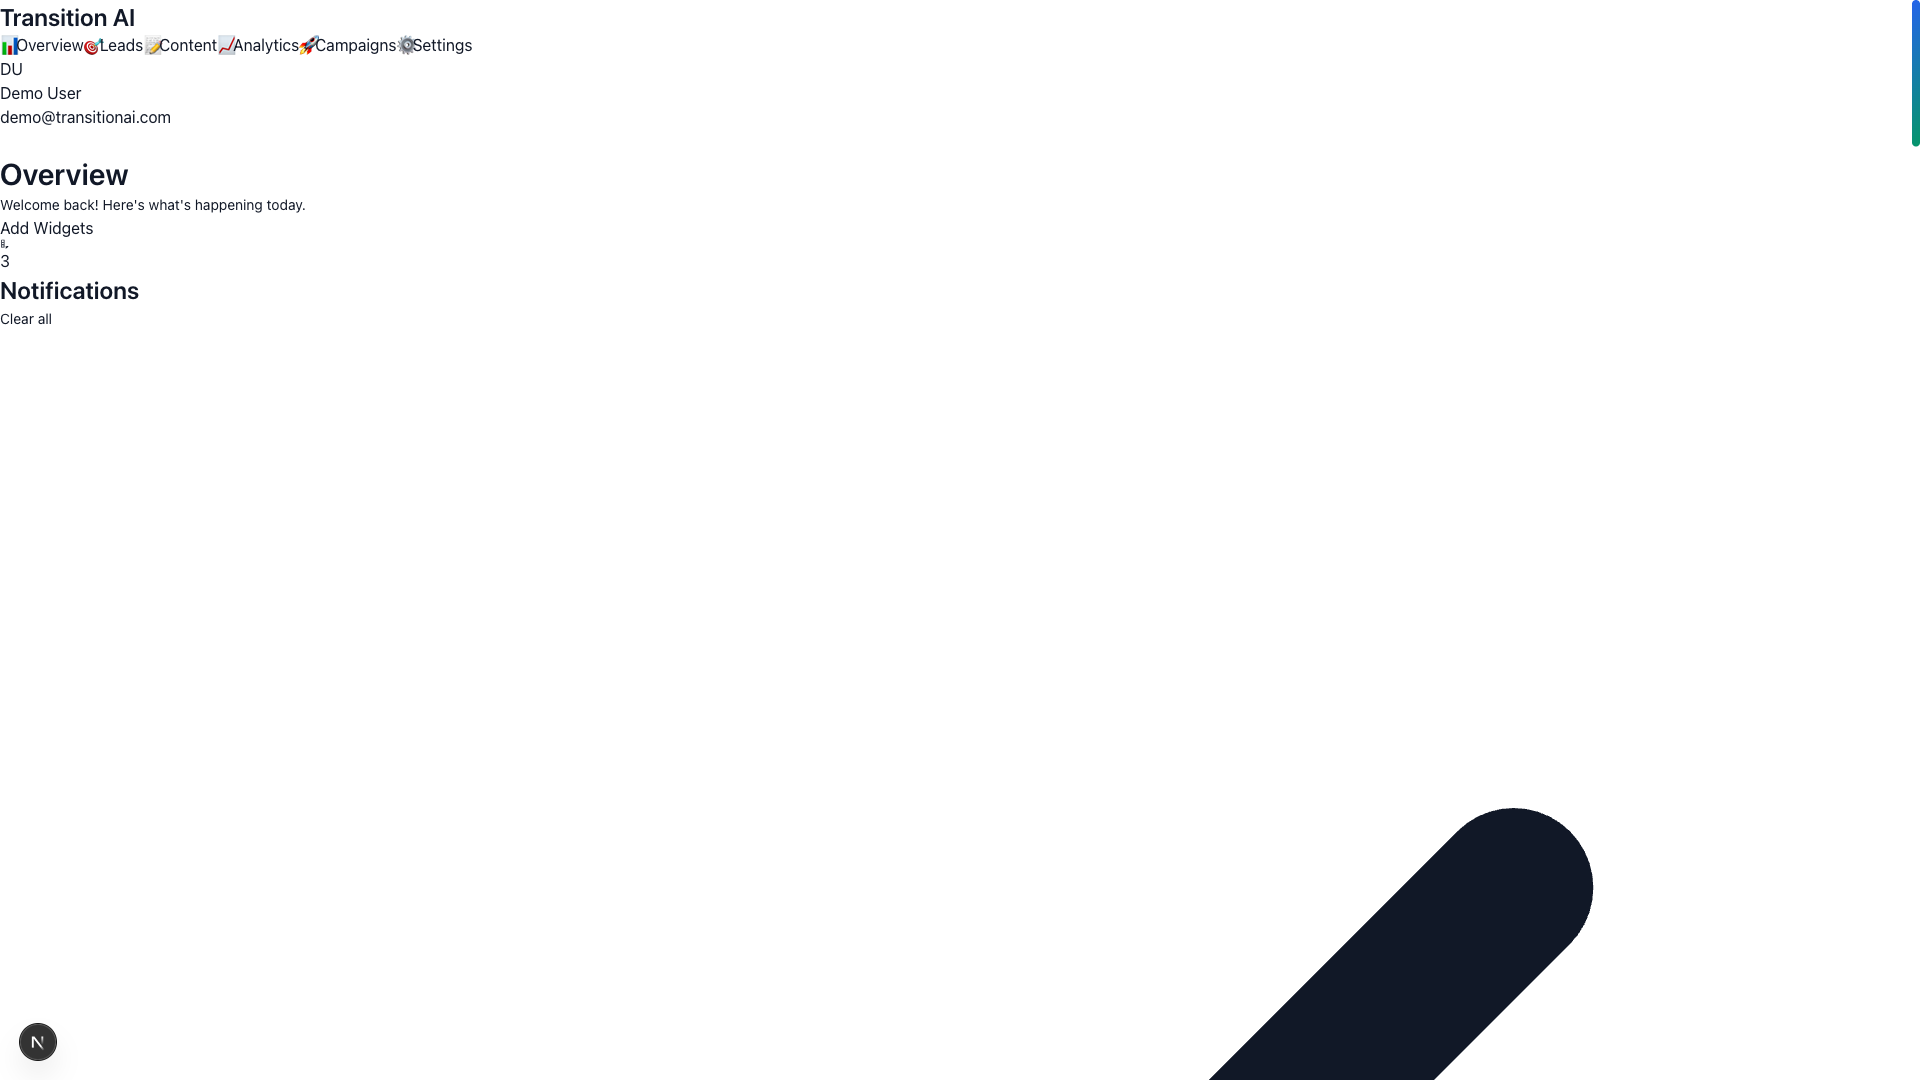 Transition AI
📊Overview🎯Leads📝Content📈Analytics🚀Campaigns⚙️Settings
DU
Demo User
demo@transitionai.com
Overview
Welcome back! Here's what's happening today.
Add Widgets
3
Notifications
Clear all
N